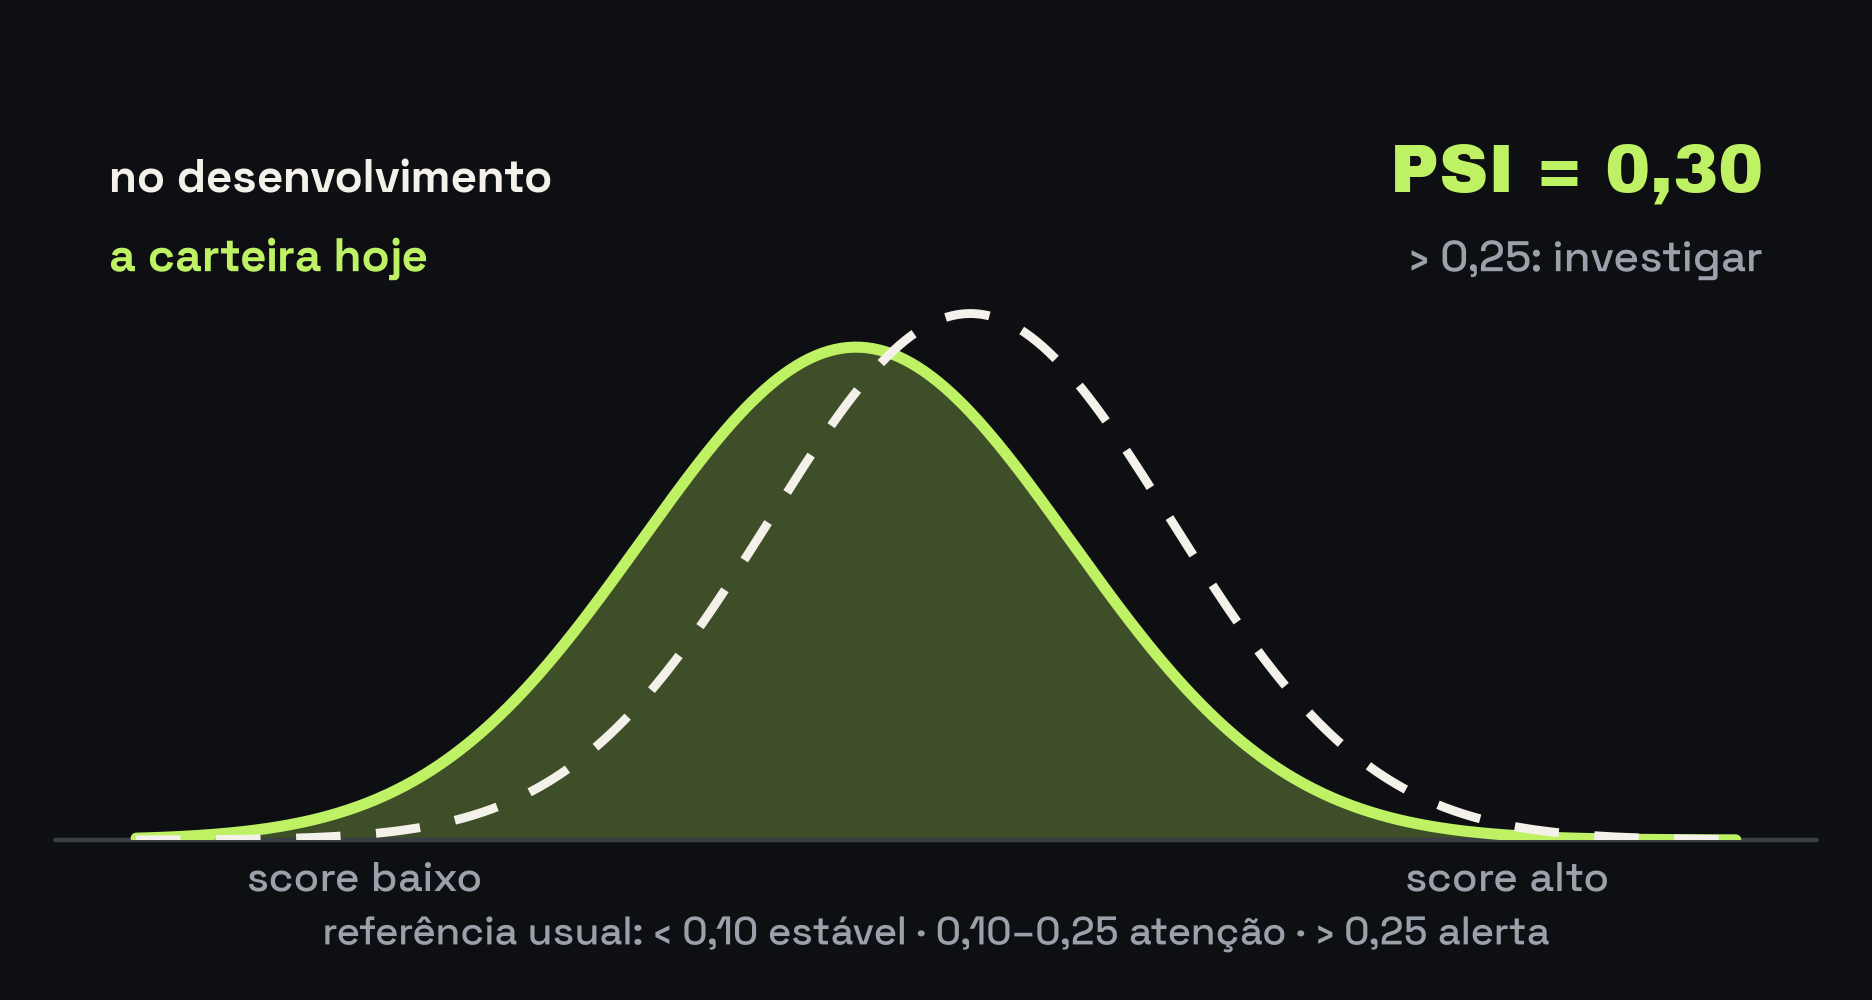 no desenvolvimento
a carteira hoje
PSI = 0,30
> 0,25: investigar
score baixo
score alto
referência usual: < 0,10 estável · 0,10–0,25 atenção · > 0,25 alerta